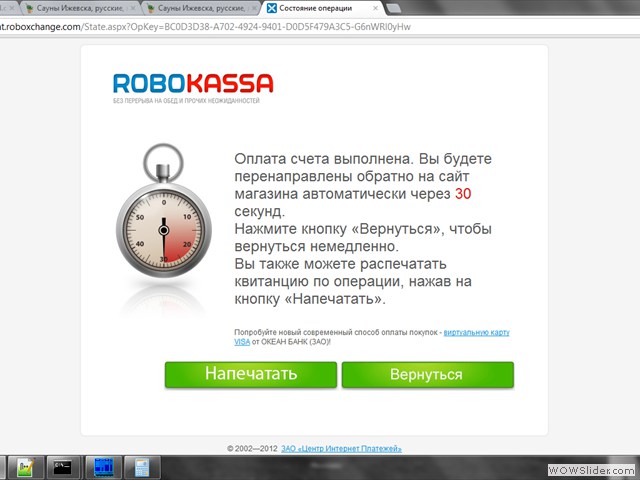 Сауны Ижевска, русские,
Сауны Ижевска, русские,
Состояние операции
nt.roboxchange.com/State.aspx?OpKey=BC0D3D38-A702-4924-9401-D0D5F479A3C5-G6nWRl0yHw
ROBOKASSA
БЕЗ ПЕРЕРЫВА НА ОБЕД И ПРОЧИХ НЕОЖИДАННОСТЕЙ
Оплата счета выполнена. Вы будете
перенаправлены обратно на сайт
магазина автоматически через 30
секунд.
Нажмите кнопку «Вернуться», чтобы
вернуться немедленно.
Вы также можете распечатать
квитанцию по операции, нажав на
кнопку «Напечатать».
0
50
10
40
20
30
Попробуйте новый современный способ оплаты покупок - виртуальную карту
VISA от ОКЕАН БАНК (ЗАО)!
Напечатать
Вернуться
© 2002—2012 ЗАО «Центр Интернет Платежей»
WOWSlider.com